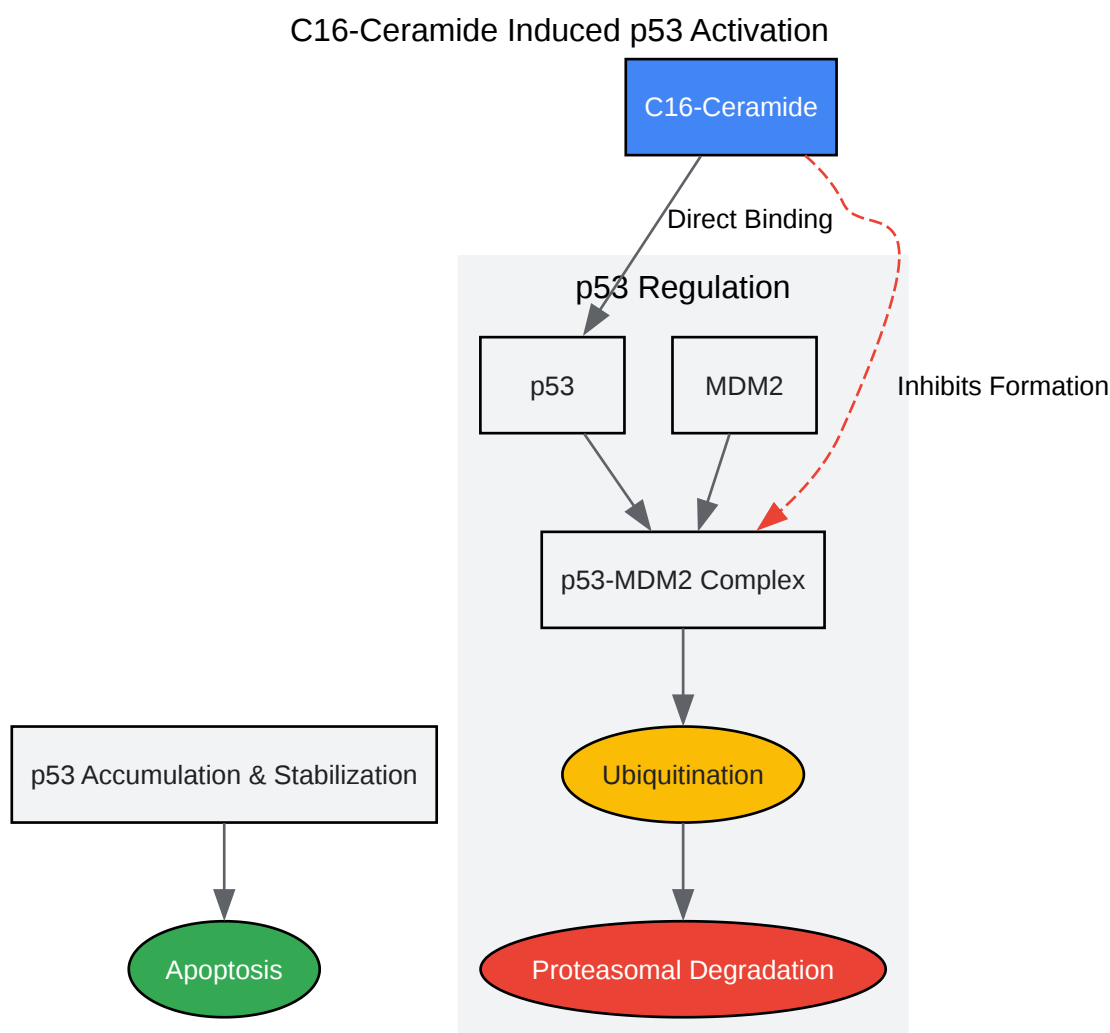 C16-Ceramide Induced p53 Activation
C16-Ceramide
Direct Binding
p53 Regulation
p53
MDM2
Inhibits Formation
p53-MDM2 Complex
p53 Accumulation & Stabilization
Ubiquitination
Apoptosis
Proteasomal Degradation